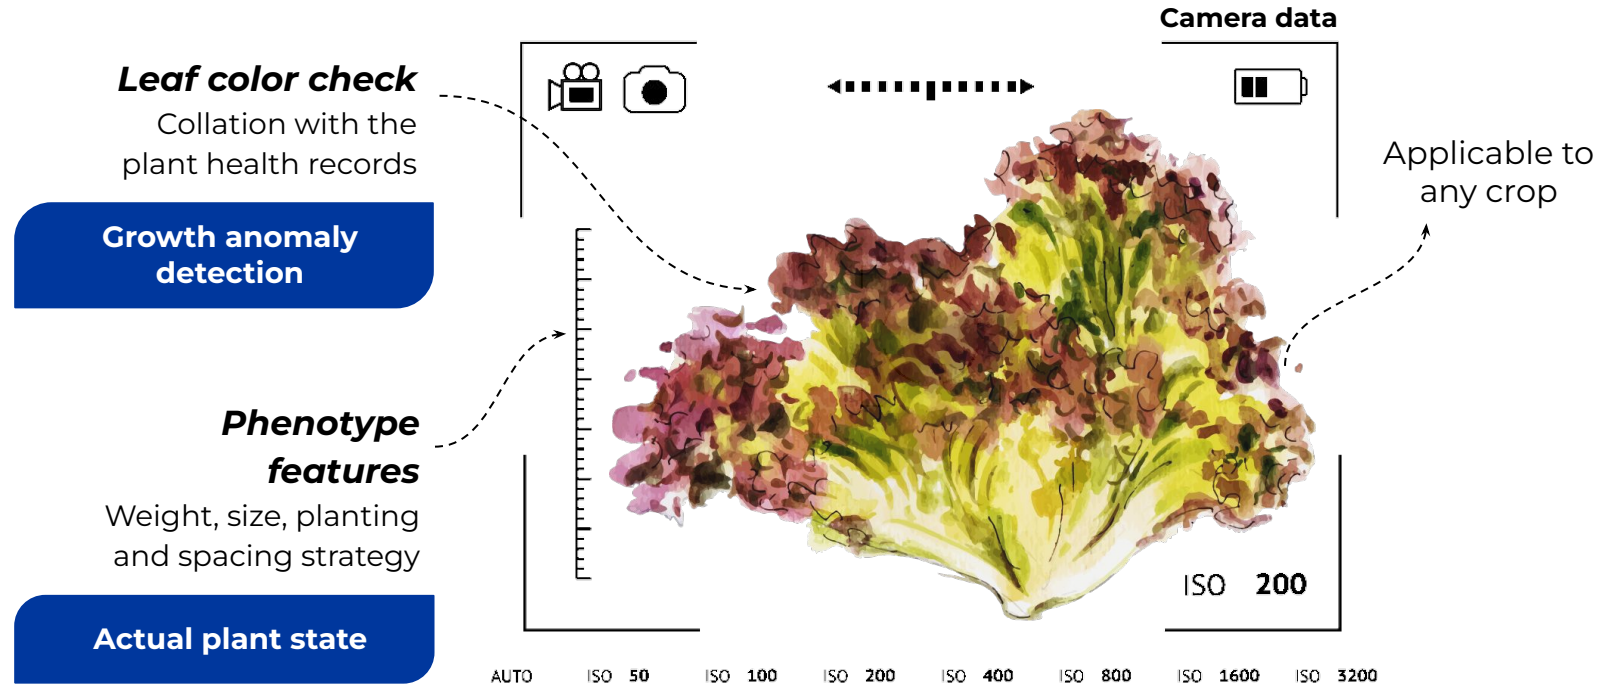 Camera data
Leaf color check
Collation with the
plant health records
Growth anomaly
detection
Applicable to
any crop
Phenotype
features
Weight, size, planting
and spacing strategy
Actual plant state
ISO 200
AUTO ISO 50 ISO 100 ISO 200 ISO 400 ISO 800 ISO 1600 ISO 3200